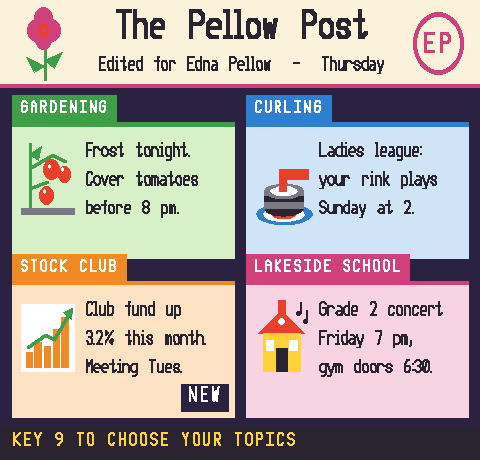 The Pellow Post
Edited for Edna Pellow - Thursday
EP
GARDENING
Frost tonight.
Cover tomatoes
before 8 pm.
CURLING
Ladies league:
your rink plays
Sunday at 2.
STOCK CLUB
Club fund up
3.2% this month.
Meeting Tues.
NEW
LAKESIDE SCHOOL
Grade 2 concert
Friday 7 pm,
gym doors 6:30.
KEY 9 TO CHOOSE YOUR TOPICS